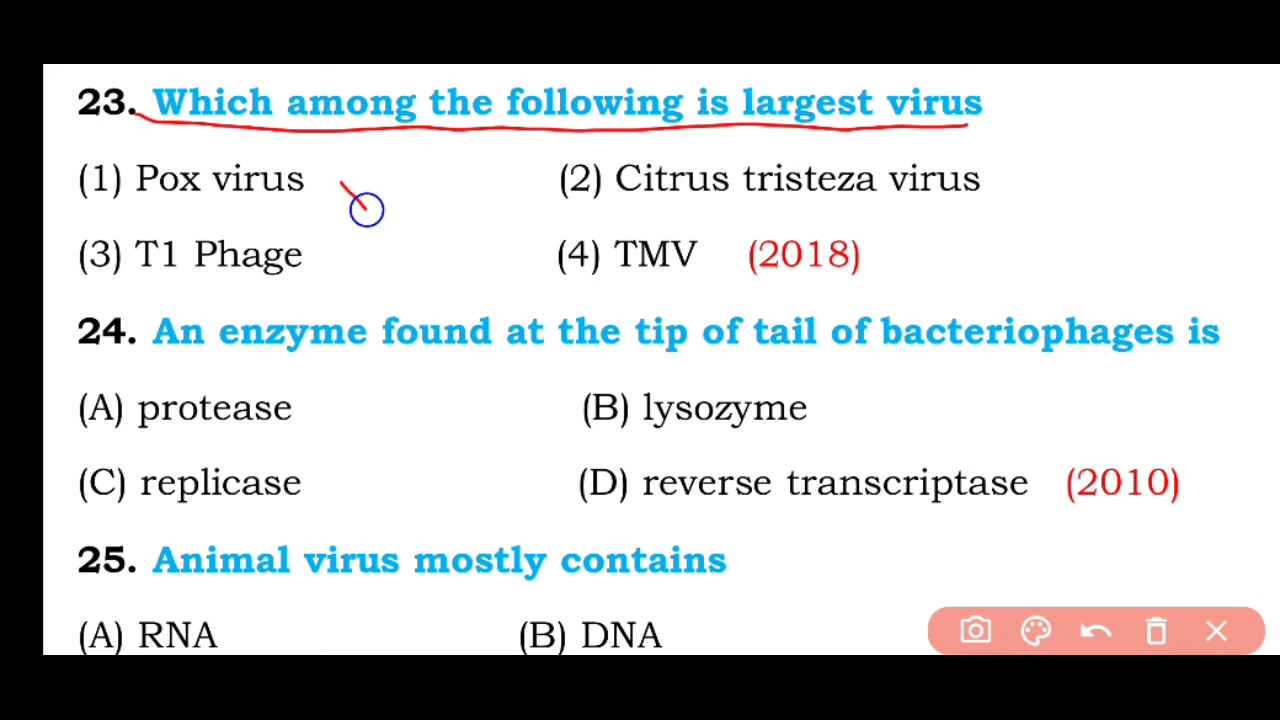 23. Which among the following is largest virus
(1) Pox virus (2) Citrus tristeza virus
(3) T1 Phage (4) TMV (2018)
24. An enzyme found at the tip of tail of bacteriophages is
(A) protease (B) lysozyme
(C) replicase (D) reverse transcriptase (2010)
25. Animal virus mostly contains
(A) RNA (B) DNA